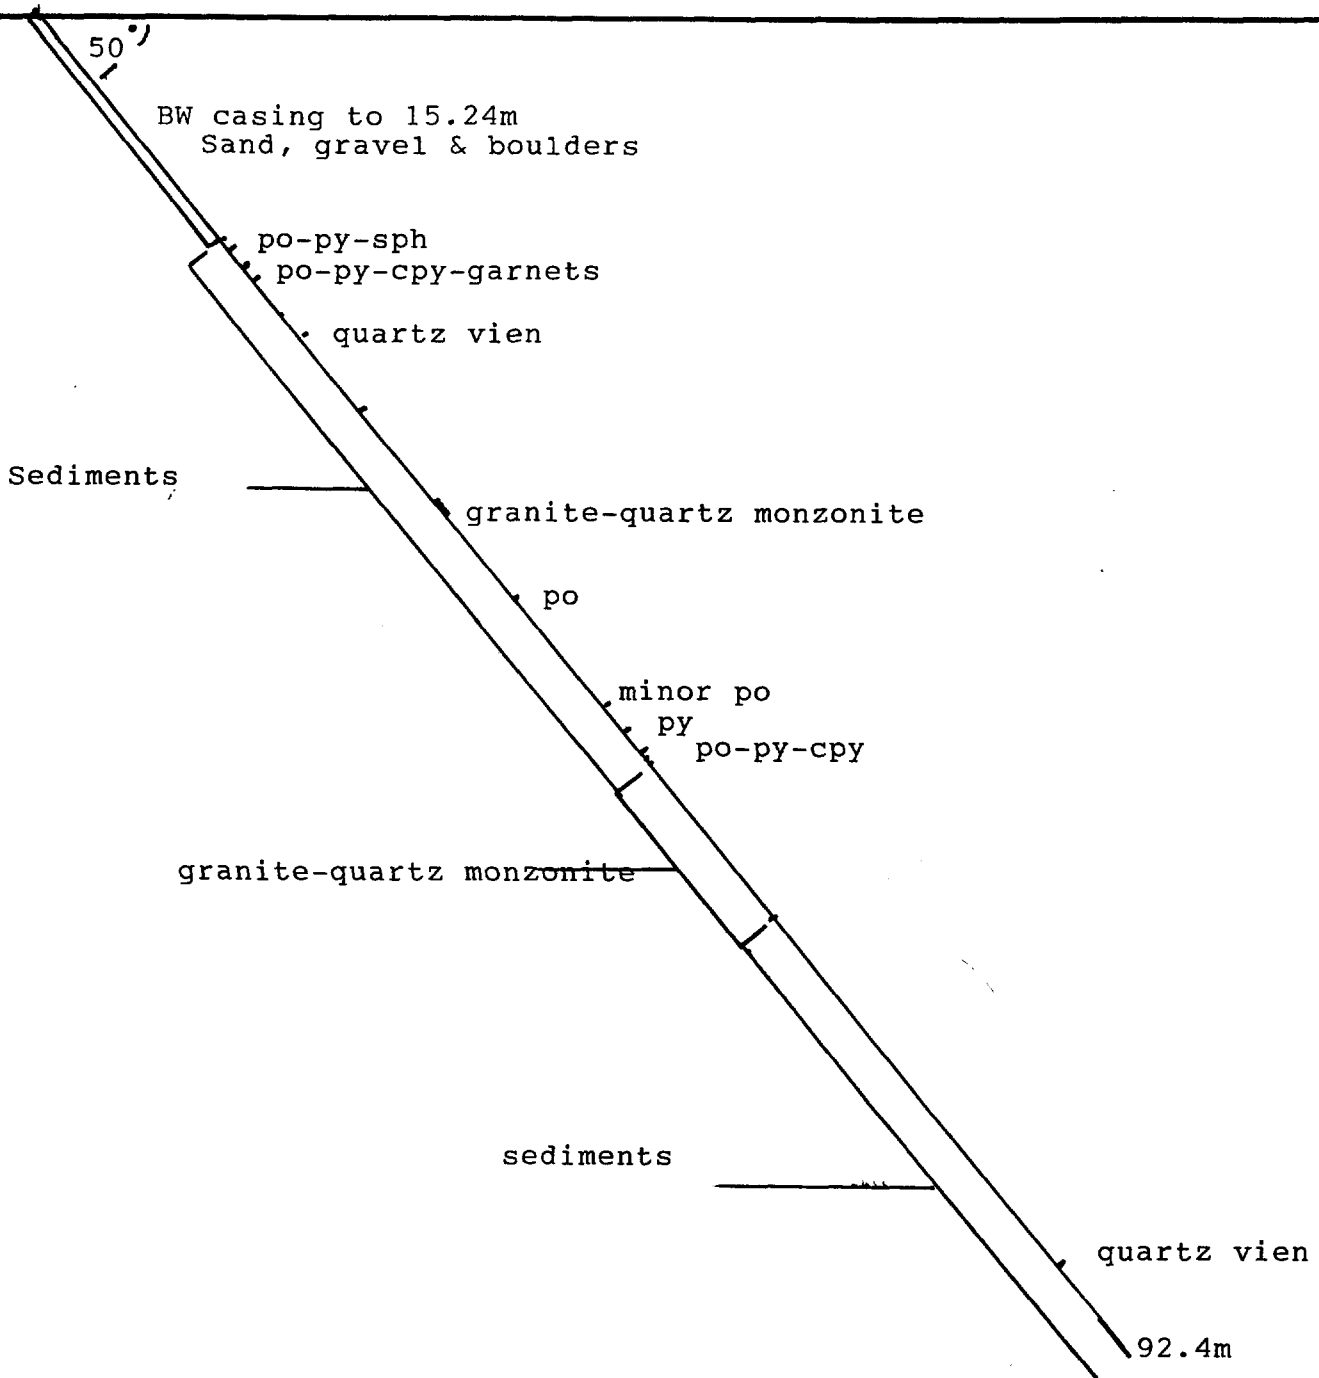 50°
BW casing to 15.24m
Sand, gravel & boulders
po-py-sph
po-py-cpy-garnets
quartz vien
Sediments
granite-quartz monzonite
po
minor po
py
po-py-cpy
granite-quartz monzonite
sediments
quartz vien
92.4m